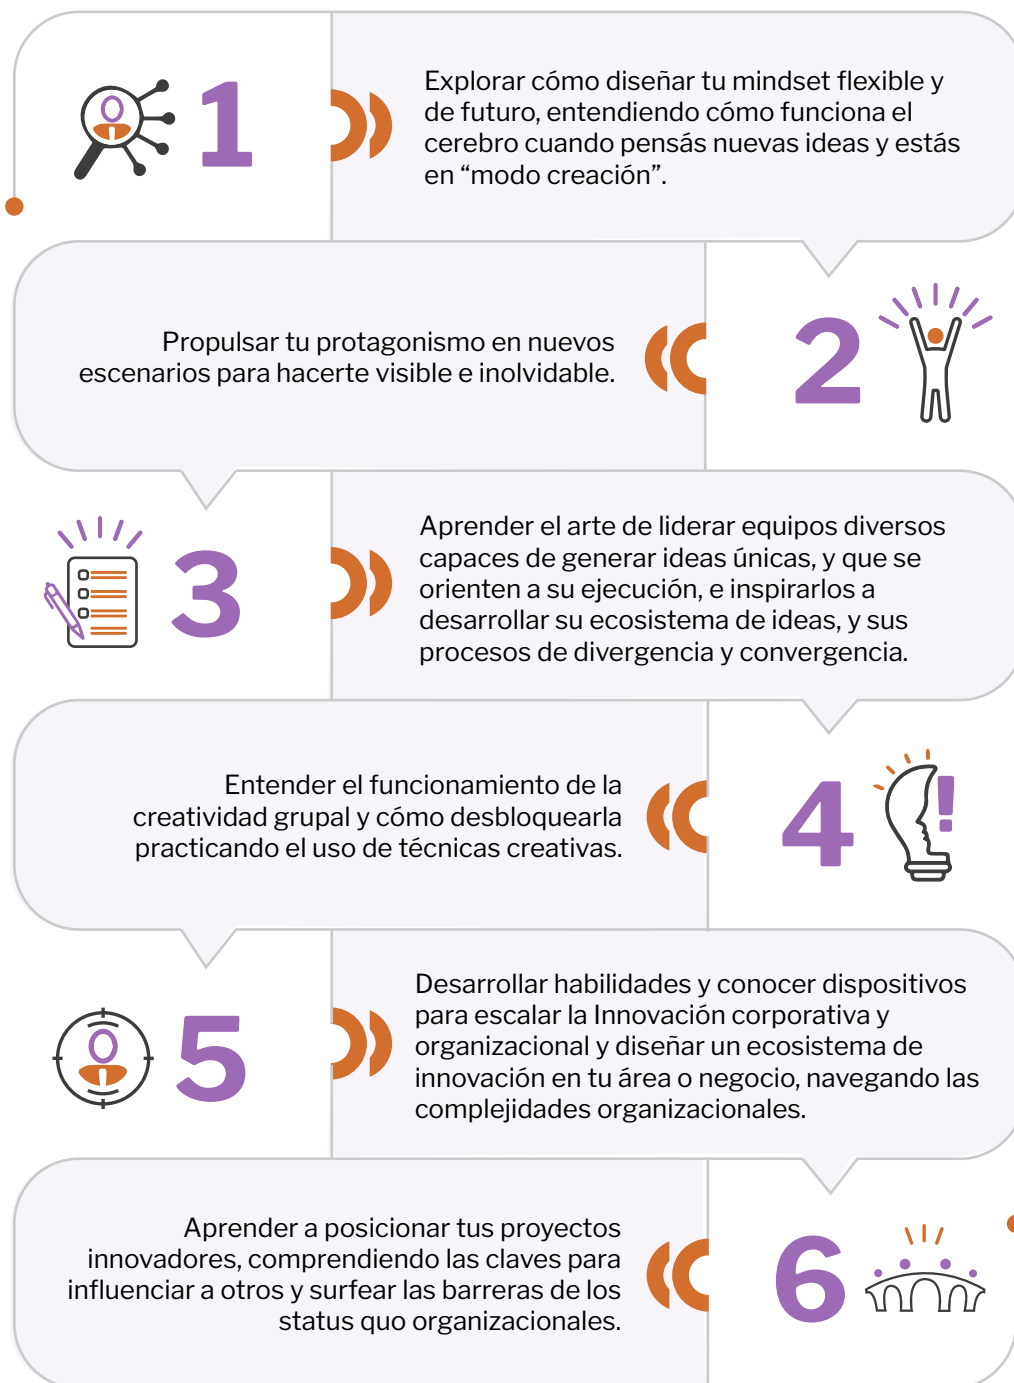 1
Explorar cómo diseñar tu mindset flexible y
de futuro, entendiendo cómo funciona el
cerebro cuando pensás nuevas ideas y estás
en “modo creación”.
Propulsar tu protagonismo en nuevos
escenarios para hacerte visible e inolvidable.
2
3
Aprender el arte de liderar equipos diversos
capaces de generar ideas únicas, y que se
orienten a su ejecución, e inspirarlos a
desarrollar su ecosistema de ideas, y sus
procesos de divergencia y convergencia.
Entender el funcionamiento de la
creatividad grupal y cómo desbloquearla
practicando el uso de técnicas creativas.
4
!
5
Desarrollar habilidades y conocer dispositivos
para escalar la Innovación corporativa y
organizacional y diseñar un ecosistema de
innovación en tu área o negocio, navegando las
complejidades organizacionales.
Aprender a posicionar tus proyectos
innovadores, comprendiendo las claves para
influenciar a otros y surfear las barreras de los
status quo organizacionales.
6